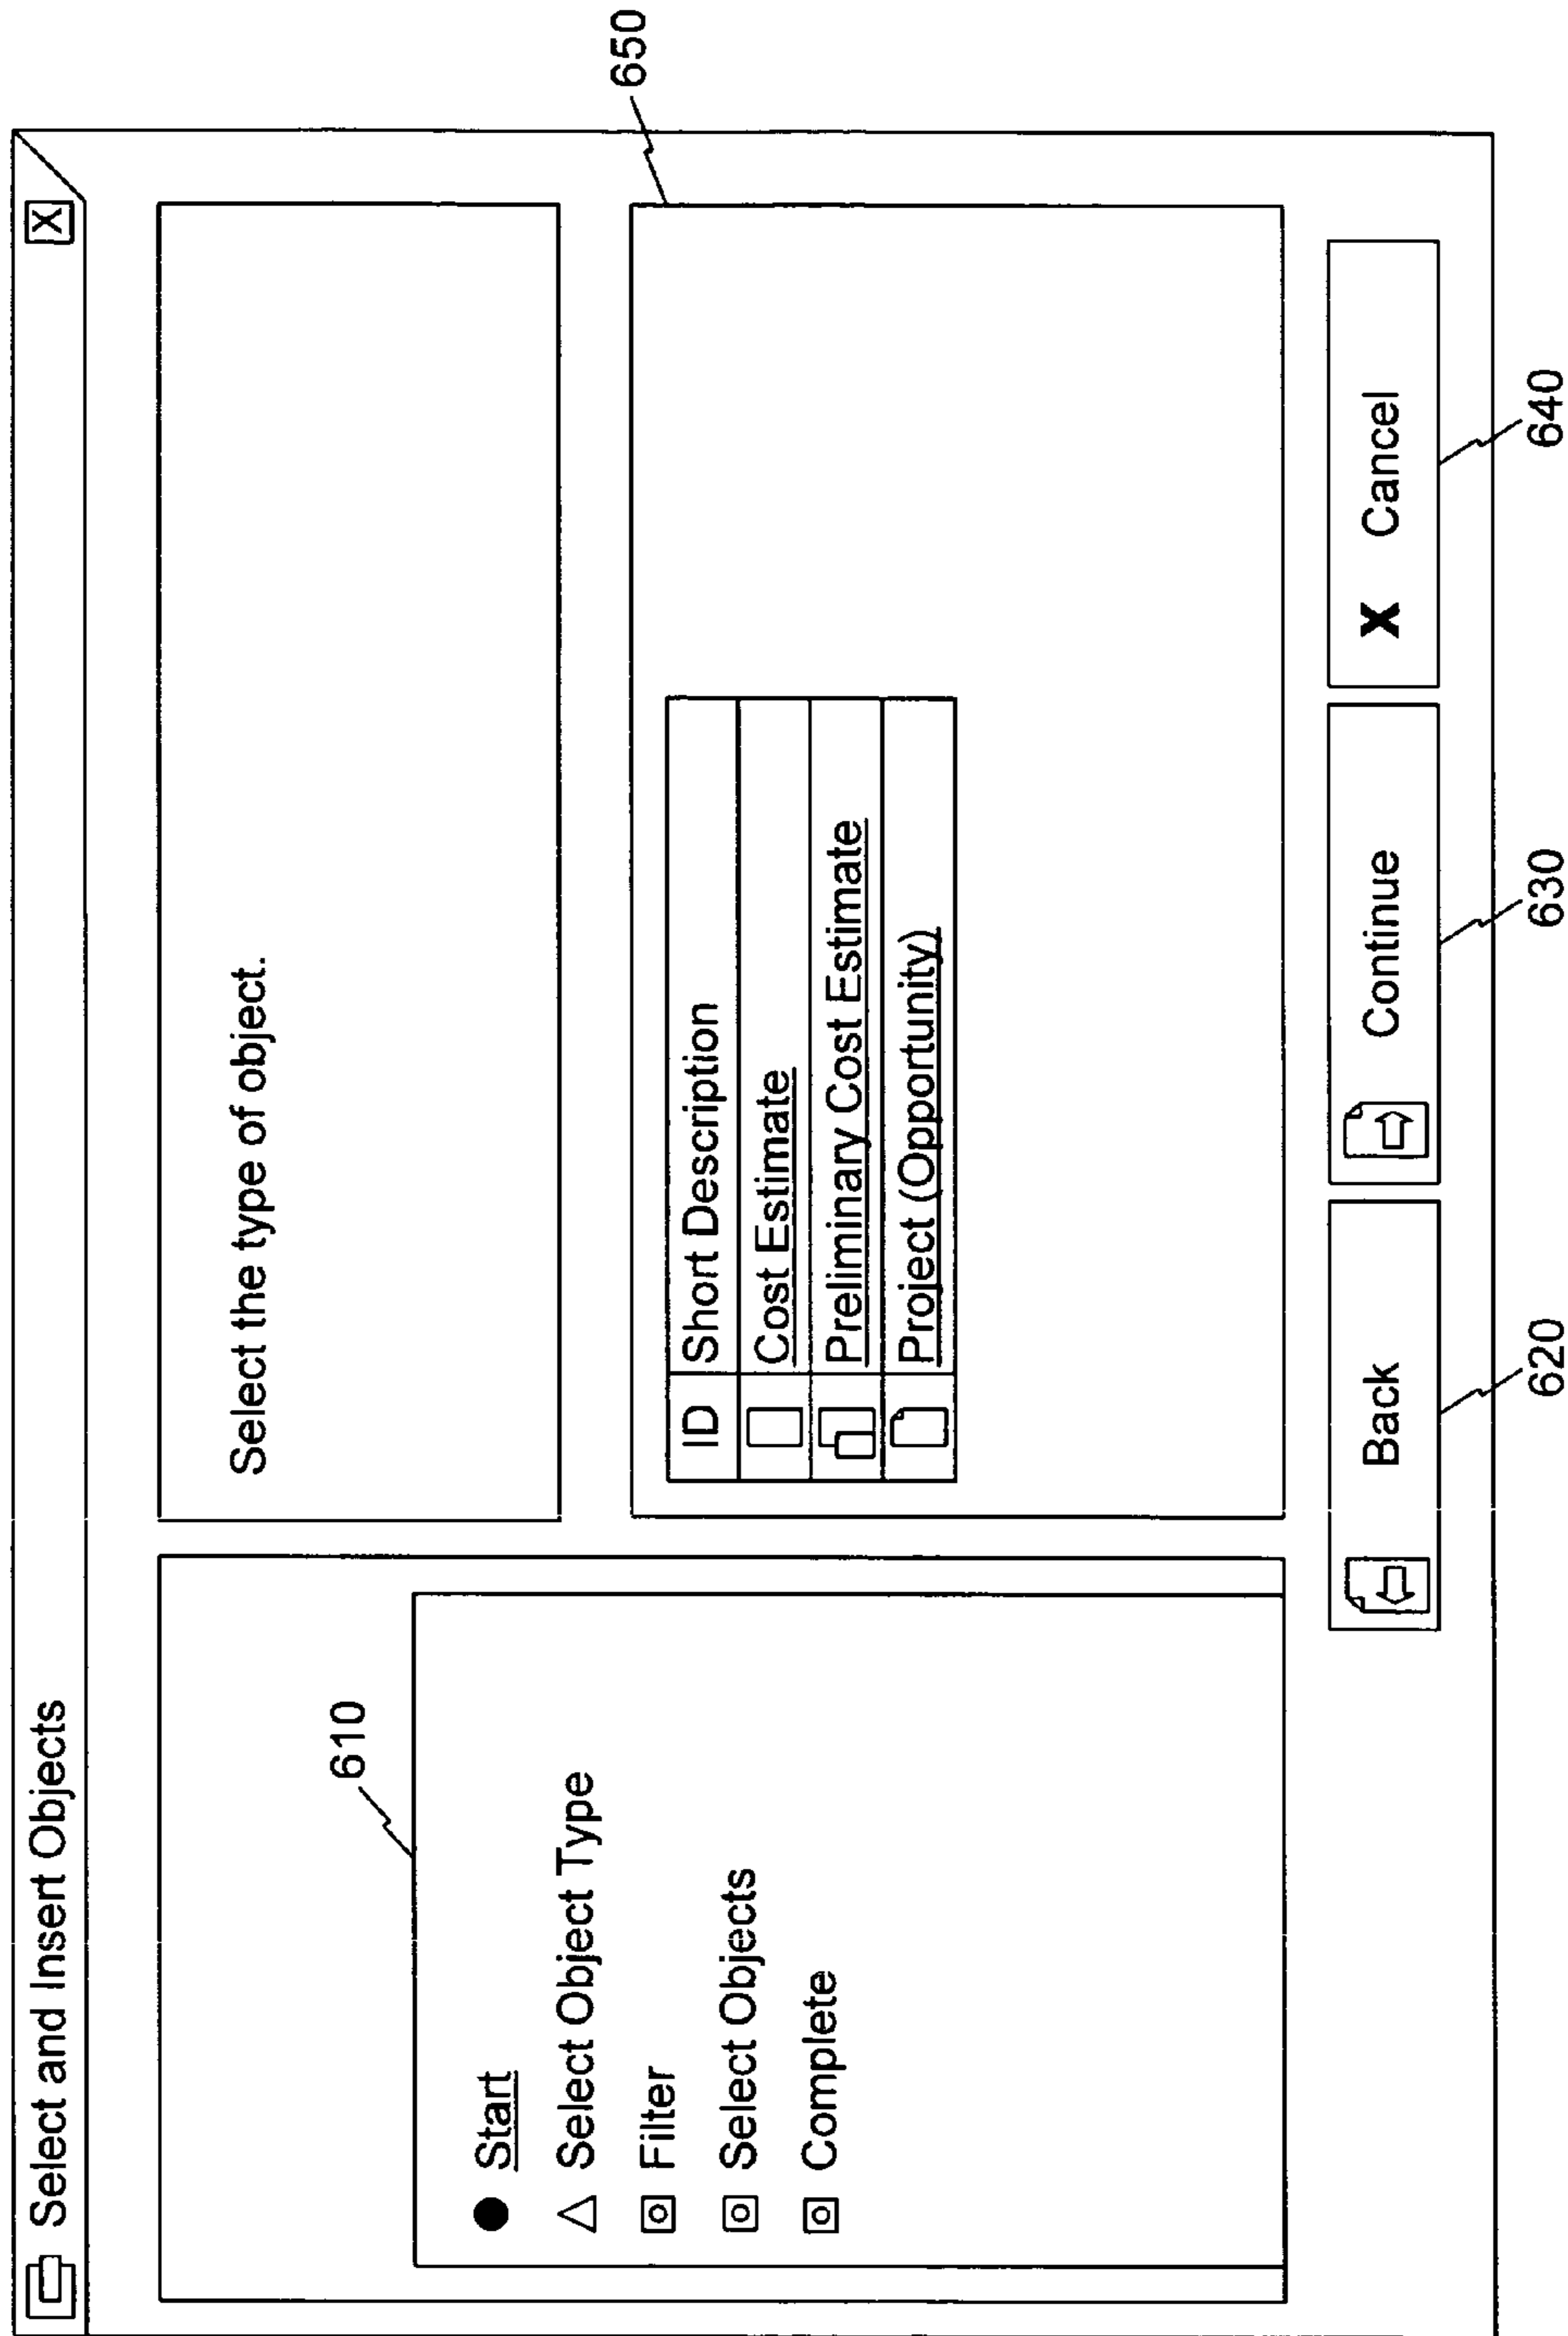 Select and Insert Objects
X
610
Start
Select Object Type
Filter
Select Objects
Complete
Select the type of object.
650
ID Short Description
Cost Estimate
Preliminary Cost Estimate
Project (Opportunity)
Back
Continue
X Cancel
620
630
640